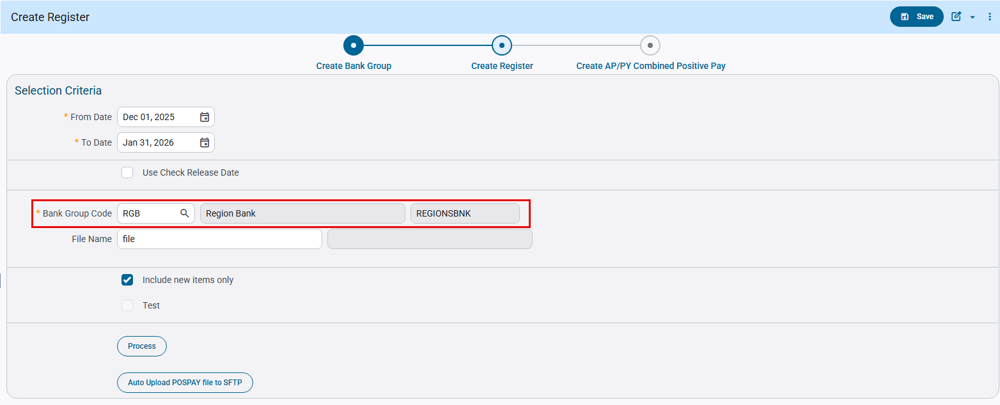 Create Register
Save
Create Bank Group
Create Register
Create AP/PY Combined Positive Pay
Selection Criteria
* From Date Dec 01, 2025
* To Date Jan 31, 2026
Use Check Release Date
* Bank Group Code RGB Region Bank REGIONSBNK
File Name file
Include new items only
Test
Process
Auto Upload POSPAY file to SFTP